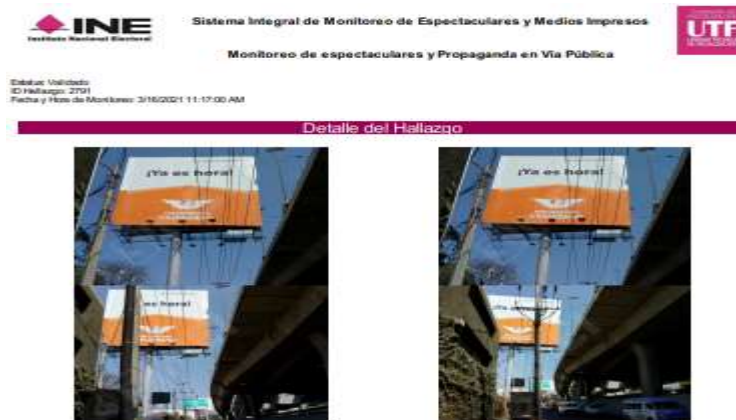 INE
Instituto Nacional Electoral
Sistema Integral de Monitoreo de Espectaculares y Medios Impresos
UTF
Monitoreo de espectaculares y Propaganda en Vía Pública
Estatus: Validado
ID Hallazgo: 2791
Fecha y Hora de Monitoreo: 3/16/2021 11:17:00 AM
Detalle del Hallazgo
¡Ya es hora!
¡Ya es hora!
es hora!